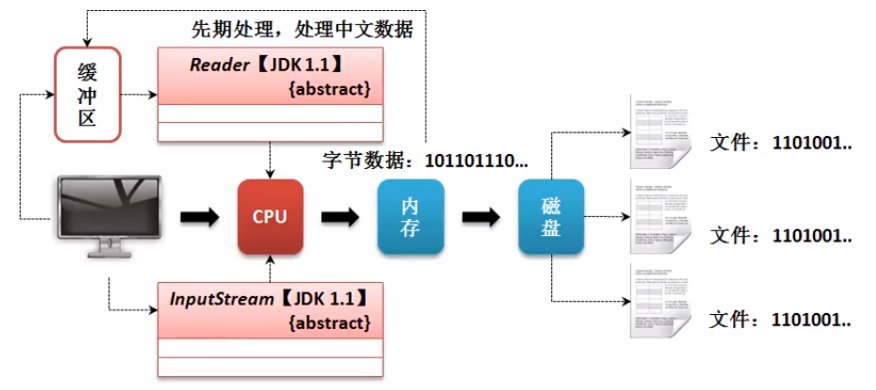 先期处理，处理中文数据
缓冲区
Reader【JDK 1.1】
{abstract}
字节数据：101101110...
文件：1101001..
CPU
内存
磁盘
文件：1101001..
InputStream【JDK 1.1】
{abstract}
文件：1101001..